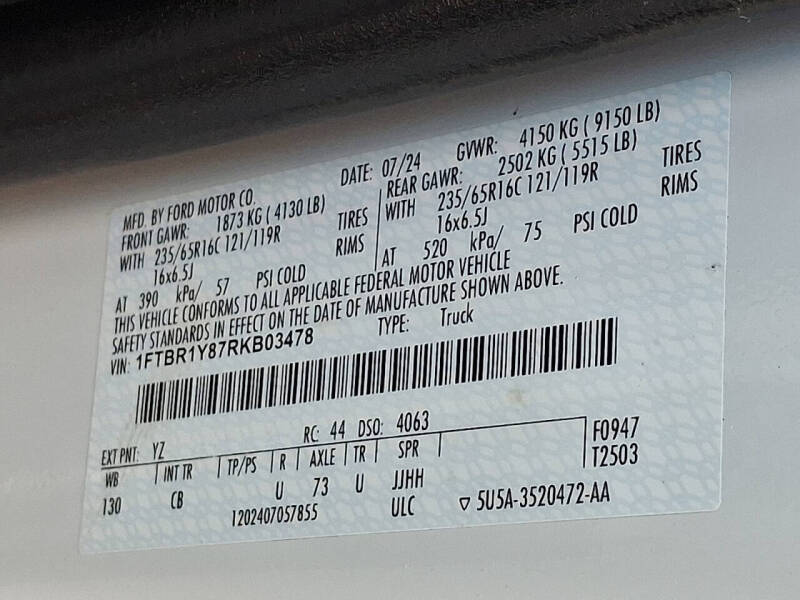 MFD. BY FORD MOTOR CO. DATE: 07/24 GVWR: 4150 KG ( 9150 LB)
FRONT GAWR: 1873 KG ( 4130 LB) REAR GAWR: 2502 KG ( 5515 LB)
WITH 235/65R16C 121/119R TIRES WITH 235/65R16C 121/119R TIRES
16x6.5J RIMS 16x6.5J RIMS
AT 390 kPa/ 57 PSI COLD AT 520 kPa/ 75 PSI COLD
THIS VEHICLE CONFORMS TO ALL APPLICABLE FEDERAL MOTOR VEHICLE
SAFETY STANDARDS IN EFFECT ON THE DATE OF MANUFACTURE SHOWN ABOVE.
VIN: 1FTBR1Y87RKB03478 TYPE: Truck
EXT PNT: YZ RC: 44 DSO: 4063 F0947
WB INT TR TP/PS R AXLE TR SPR T2503
130 CB U 73 U JJHH
1202407057855 ULC ▽ 5U5A-3520472-AA